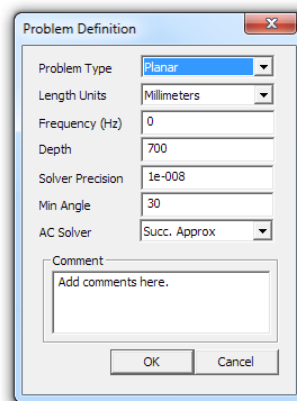 Problem Definition
Problem Type Planar
Length Units Millimeters
Frequency (Hz) 0
Depth 700
Solver Precision 1e-008
Min Angle 30
AC Solver Succ. Approx
Comment
Add comments here.
OK Cancel